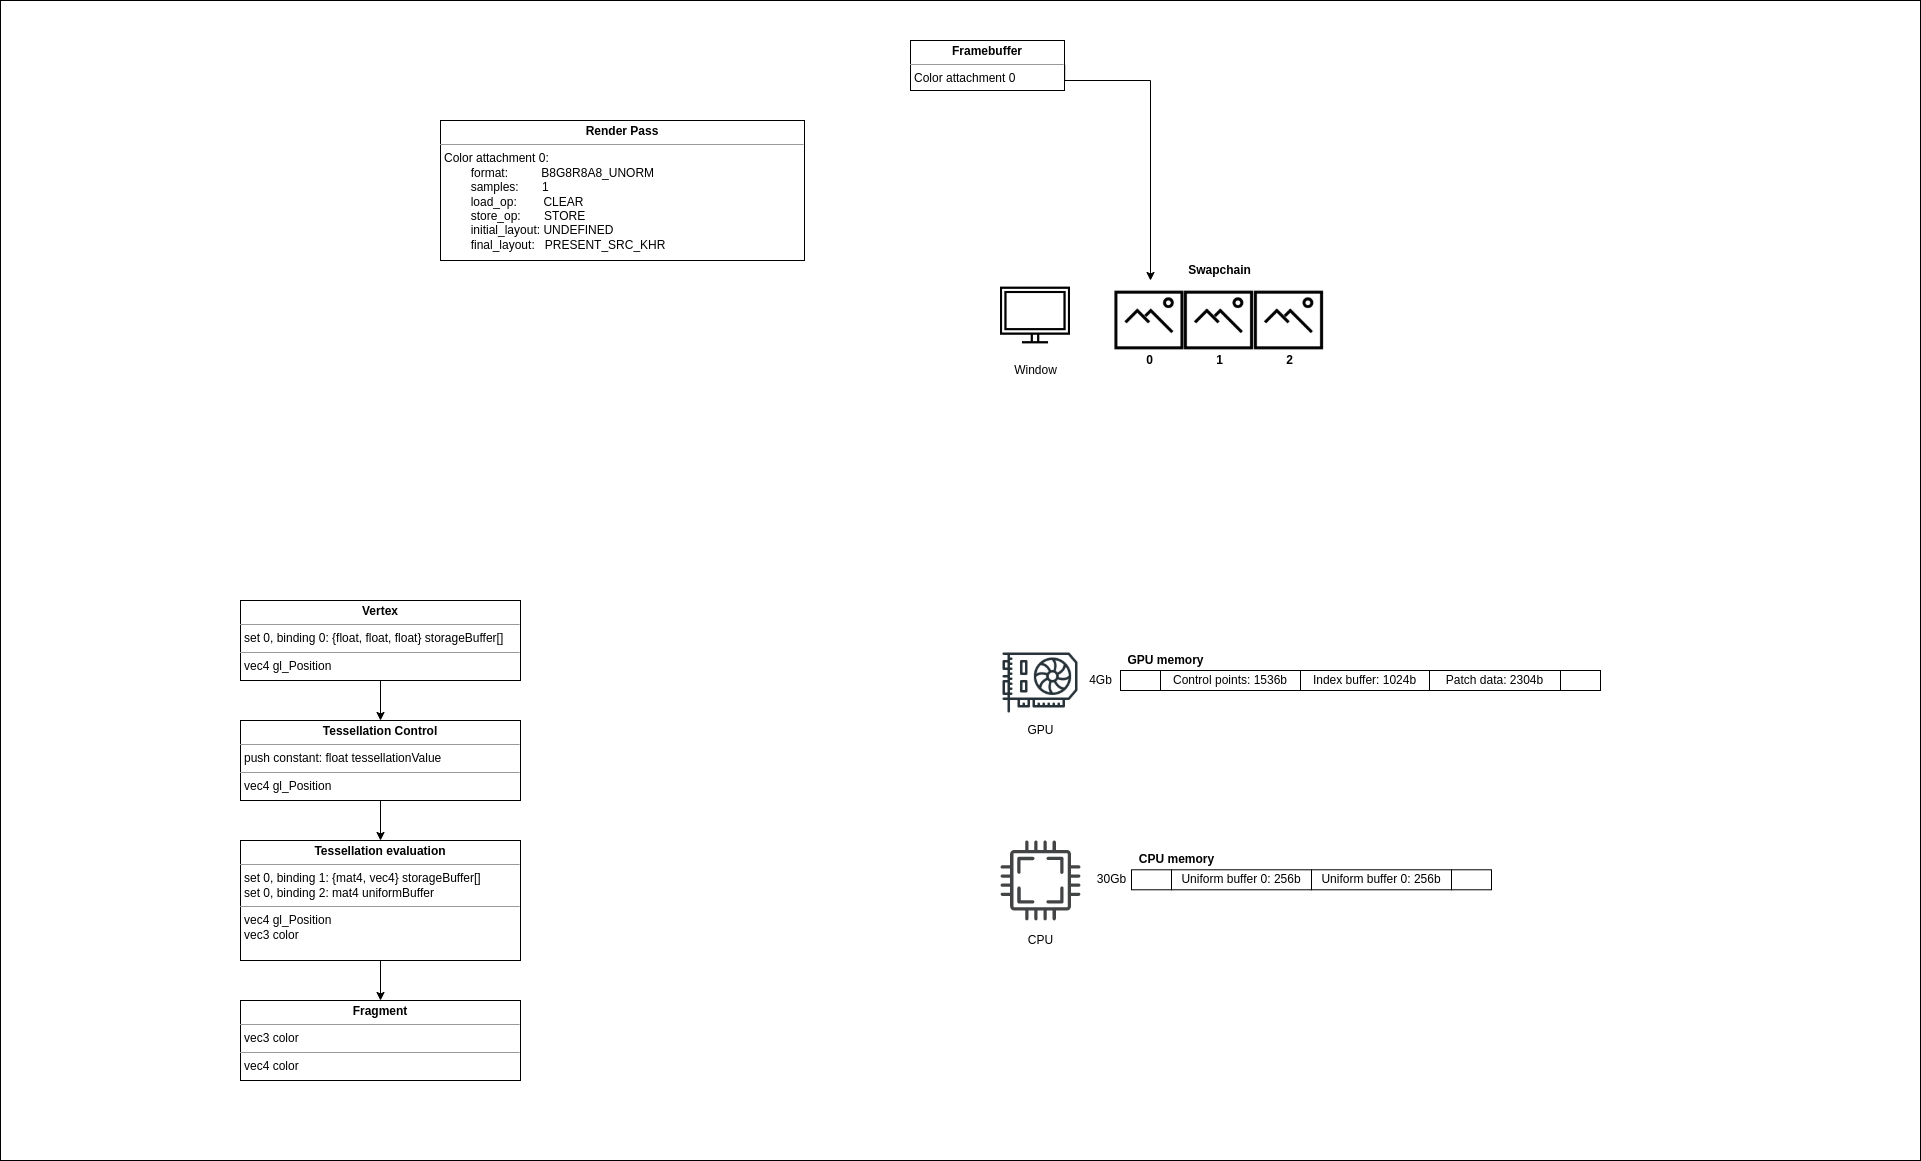 Framebuffer
Color attachment 0
Render Pass
Color attachment 0:
format: B8G8R8A8_UNORM
samples: 1
load_op: CLEAR
store_op: STORE
initial_layout: UNDEFINED
final_layout: PRESENT_SRC_KHR
Swapchain
0 1 2
Window
Vertex
set 0, binding 0: {float, float, float} storageBuffer[]
vec4 gl_Position
Tessellation Control
push constant: float tessellationValue
vec4 gl_Position
Tessellation evaluation
set 0, binding 1: {mat4, vec4} storageBuffer[]
set 0, binding 2: mat4 uniformBuffer
vec4 gl_Position
vec3 color
Fragment
vec3 color
vec4 color
GPU memory
4Gb Control points: 1536b Index buffer: 1024b Patch data: 2304b
GPU
CPU memory
30Gb Uniform buffer 0: 256b Uniform buffer 0: 256b
CPU